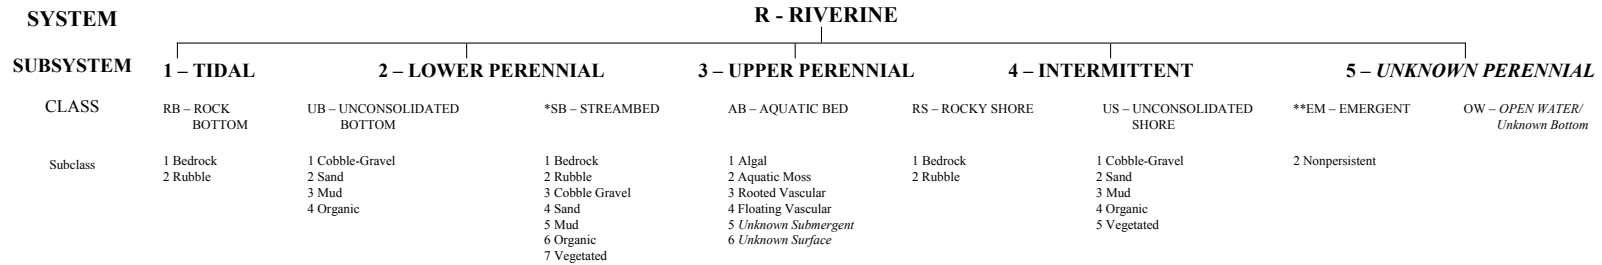 SYSTEM
R - RIVERINE
SUBSYSTEM
1 – TIDAL
2 – LOWER PERENNIAL
3 – UPPER PERENNIAL
4 – INTERMITTENT
5 – UNKNOWN PERENNIAL
CLASS
RB – ROCK
BOTTOM
UB – UNCONSOLIDATED
BOTTOM
*SB – STREAMBED
AB – AQUATIC BED
RS – ROCKY SHORE
US – UNCONSOLIDATED
SHORE
**EM – EMERGENT
OW – OPEN WATER/
Unknown Bottom
Subclass
1 Bedrock
2 Rubble
1 Cobble-Gravel
2 Sand
3 Mud
4 Organic
1 Bedrock
2 Rubble
3 Cobble Gravel
4 Sand
5 Mud
6 Organic
7 Vegetated
1 Algal
2 Aquatic Moss
3 Rooted Vascular
4 Floating Vascular
5 Unknown Submergent
6 Unknown Surface
1 Bedrock
2 Rubble
1 Cobble-Gravel
2 Sand
3 Mud
4 Organic
5 Vegetated
2 Nonpersistent